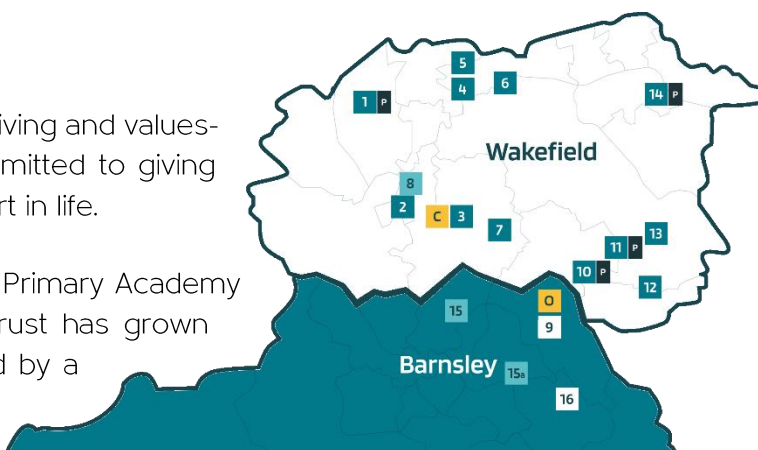 iving and values-
mitted to giving
rt in life.
Primary Academy
rust has grown
d by a
5
4
6
1 P
14 P
Wakefield
8
2
C 3
7
13
11 P
10 P
12
O
15
9
Barnsley
15a
16